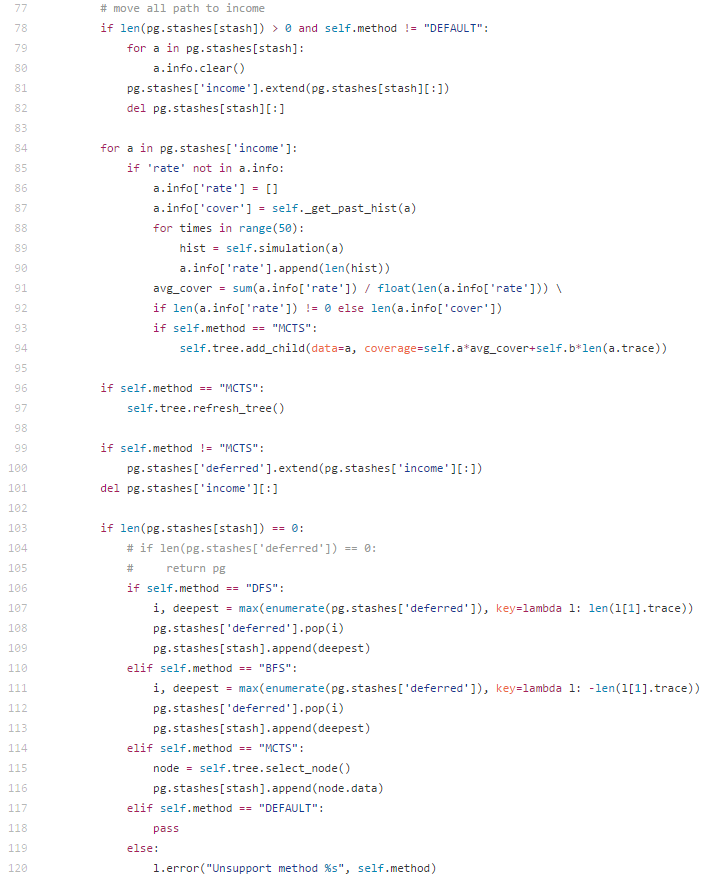 77 # move all path to income
78 if len(pg.stashes[stash]) > 0 and self.method != "DEFAULT":
79 for a in pg.stashes[stash]:
80 a.info.clear()
81 pg.stashes['income'].extend(pg.stashes[stash][:])
82 del pg.stashes[stash][:]
83
84 for a in pg.stashes['income']:
85 if 'rate' not in a.info:
86 a.info['rate'] = []
87 a.info['cover'] = self._get_past_hist(a)
88 for times in range(50):
89 hist = self.simulation(a)
90 a.info['rate'].append(len(hist))
91 avg_cover = sum(a.info['rate']) / float(len(a.info['rate'])) \
92 if len(a.info['rate']) != 0 else len(a.info['cover'])
93 if self.method == "MCTS":
94 self.tree.add_child(data=a, coverage=self.a*avg_cover+self.b*len(a.trace))
95
96 if self.method == "MCTS":
97 self.tree.refresh_tree()
98
99 if self.method != "MCTS":
100 pg.stashes['deferred'].extend(pg.stashes['income'][:])
101 del pg.stashes['income'][:]
102
103 if len(pg.stashes[stash]) == 0:
104 # if len(pg.stashes['deferred']) == 0:
105 #     return pg
106 if self.method == "DFS":
107 i, deepest = max(enumerate(pg.stashes['deferred']), key=lambda l: len(l[1].trace))
108 pg.stashes['deferred'].pop(i)
109 pg.stashes[stash].append(deepest)
110 elif self.method == "BFS":
111 i, deepest = max(enumerate(pg.stashes['deferred']), key=lambda l: -len(l[1].trace))
112 pg.stashes['deferred'].pop(i)
113 pg.stashes[stash].append(deepest)
114 elif self.method == "MCTS":
115 node = self.tree.select_node()
116 pg.stashes[stash].append(node.data)
117 elif self.method == "DEFAULT":
118 pass
119 else:
120 l.error("Unsupport method %s", self.method)